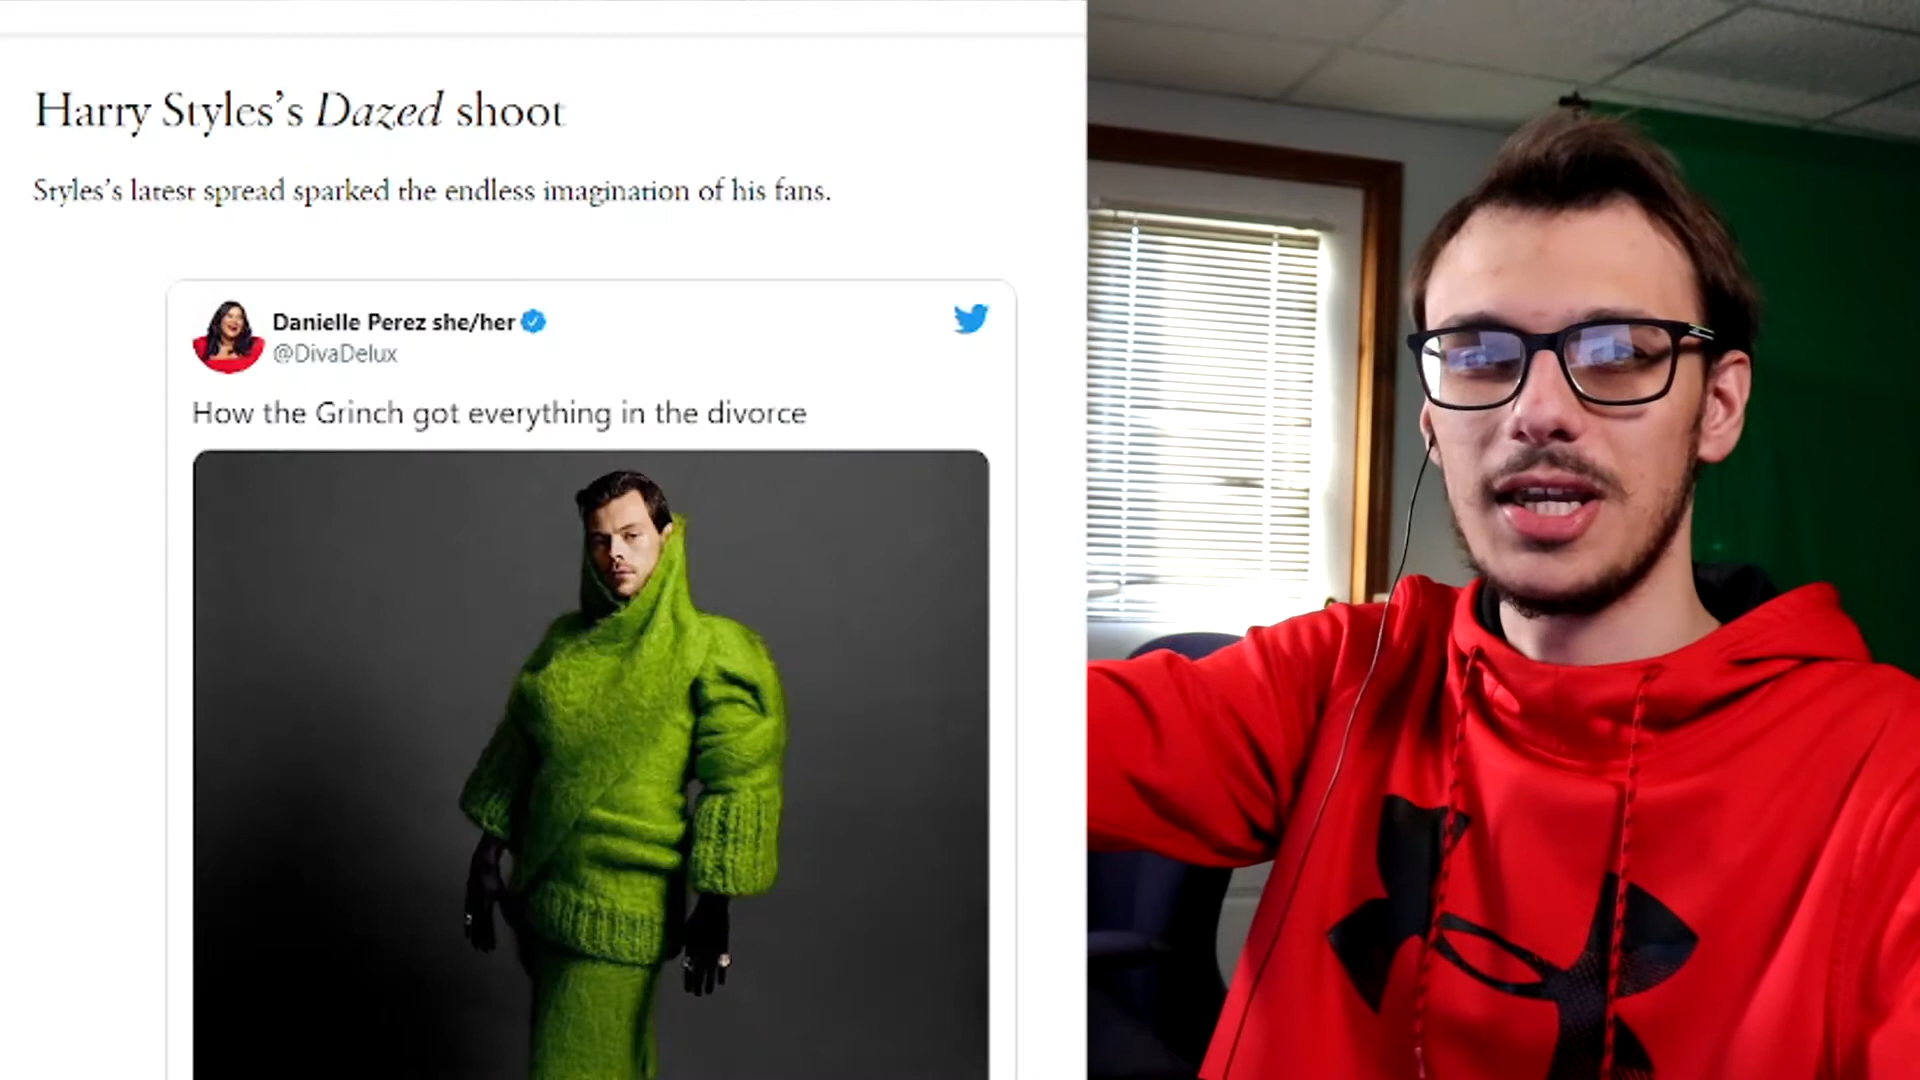 Harry Styles’s Dazed shoot
Styles’s latest spread sparked the endless imagination of his fans.
Danielle Perez she/her
@DivaDelux
How the Grinch got everything in the divorce